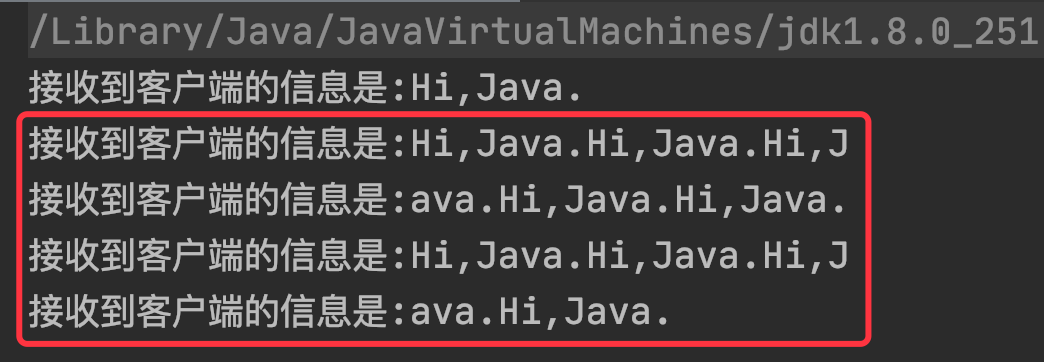 /Library/Java/JavaVirtualMachines/jdk1.8.0_251
接收到客户端的信息是:Hi,Java.
接收到客户端的信息是:Hi,Java.Hi,Java.Hi,J
接收到客户端的信息是:ava.Hi,Java.Hi,Java.
接收到客户端的信息是:Hi,Java.Hi,Java.Hi,J
接收到客户端的信息是:ava.Hi,Java.